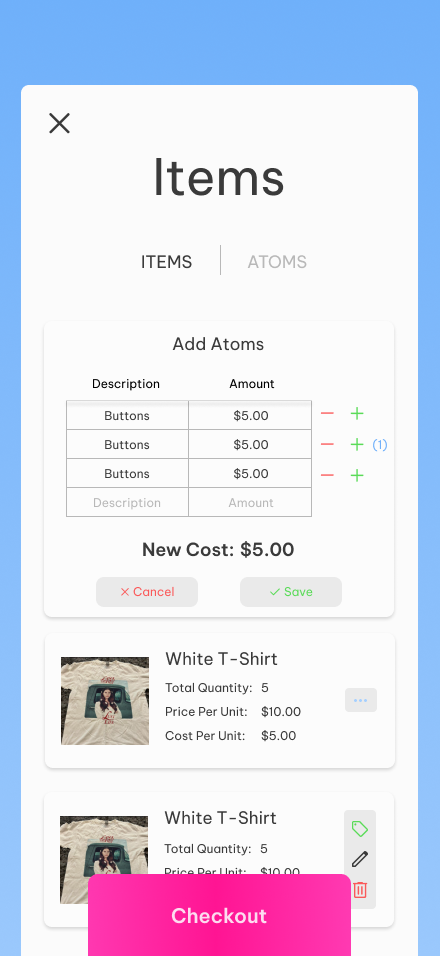 Items
ITEMS ATOMS
Add Atoms
Description Amount
Buttons $5.00
Buttons $5.00 (1)
Buttons $5.00
Description Amount
New Cost: $5.00
Cancel Save
White T-Shirt
Total Quantity: 5
Price Per Unit: $10.00
Cost Per Unit: $5.00
White T-Shirt
Total Quantity: 5
Price Per Unit: $10.00
Checkout